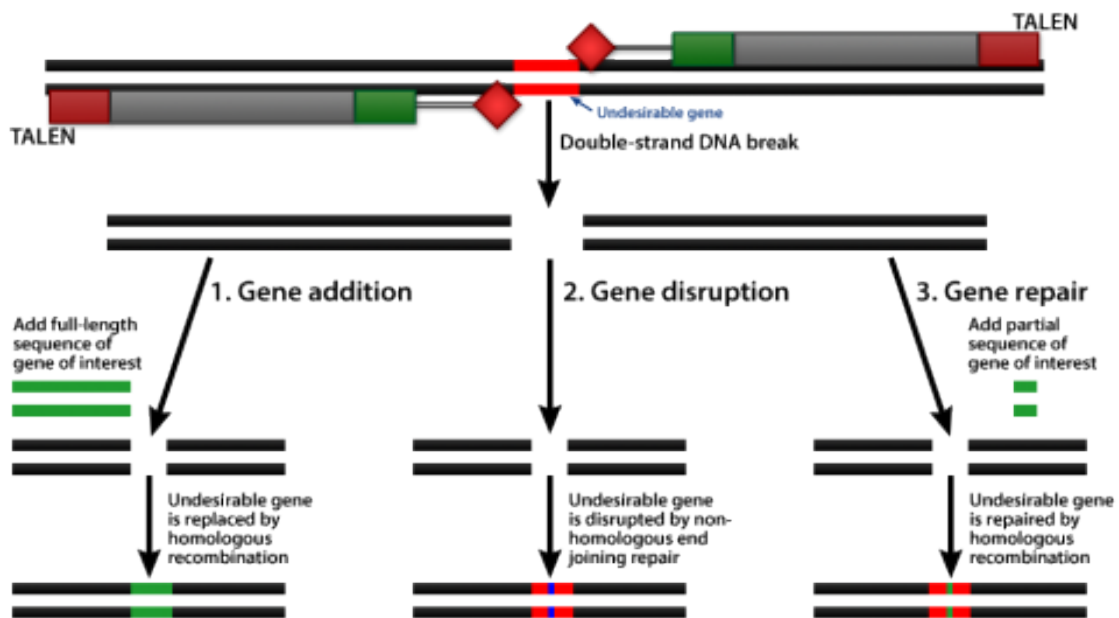 TALEN
TALEN
Undesirable gene
Double-strand DNA break
1. Gene addition
2. Gene disruption
3. Gene repair
Add full-length
sequence of
gene of interest
Add partial
sequence of
gene of interest
Undesirable gene
is replaced by
homologous
recombination
Undesirable gene
is disrupted by non-
homologous end
joining repair
Undesirable gene
is repaired by
homologous
recombination